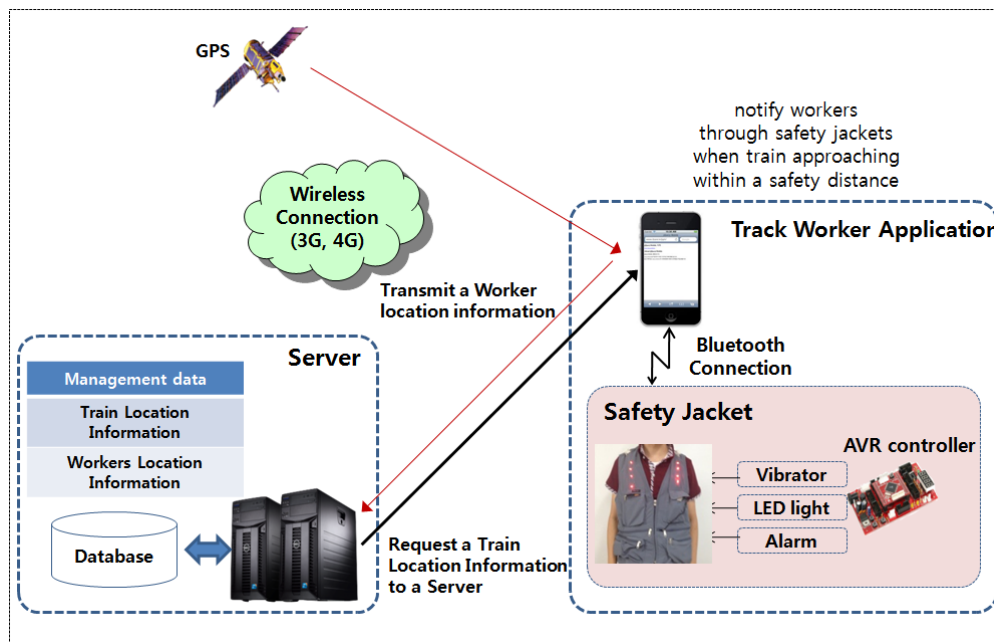 GPS
notify workers
through safety jackets
when train approaching
within a safety distance
Wireless
Connection
(3G, 4G)
Track Worker Application
Transmit a Worker
location information
Server
Management data
Train Location
Information
Workers Location
Information
Database
Bluetooth
Connection
Safety Jacket
AVR controller
Vibrator
LED light
Alarm
Request a Train
Location Information
to a Server